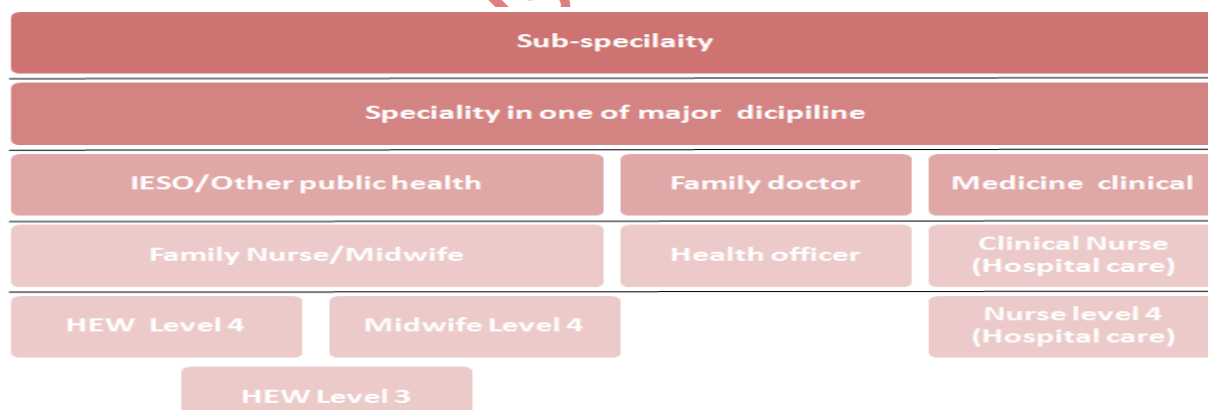 Sub-specilaity
Speciality in one of major dicipiline
IESO/Other public health
Family doctor
Medicine clinical
Family Nurse/Midwife
Health officer
Clinical Nurse
(Hospital care)
HEW Level 4
Midwife Level 4
Nurse level 4
(Hospital care)
HEW Level 3